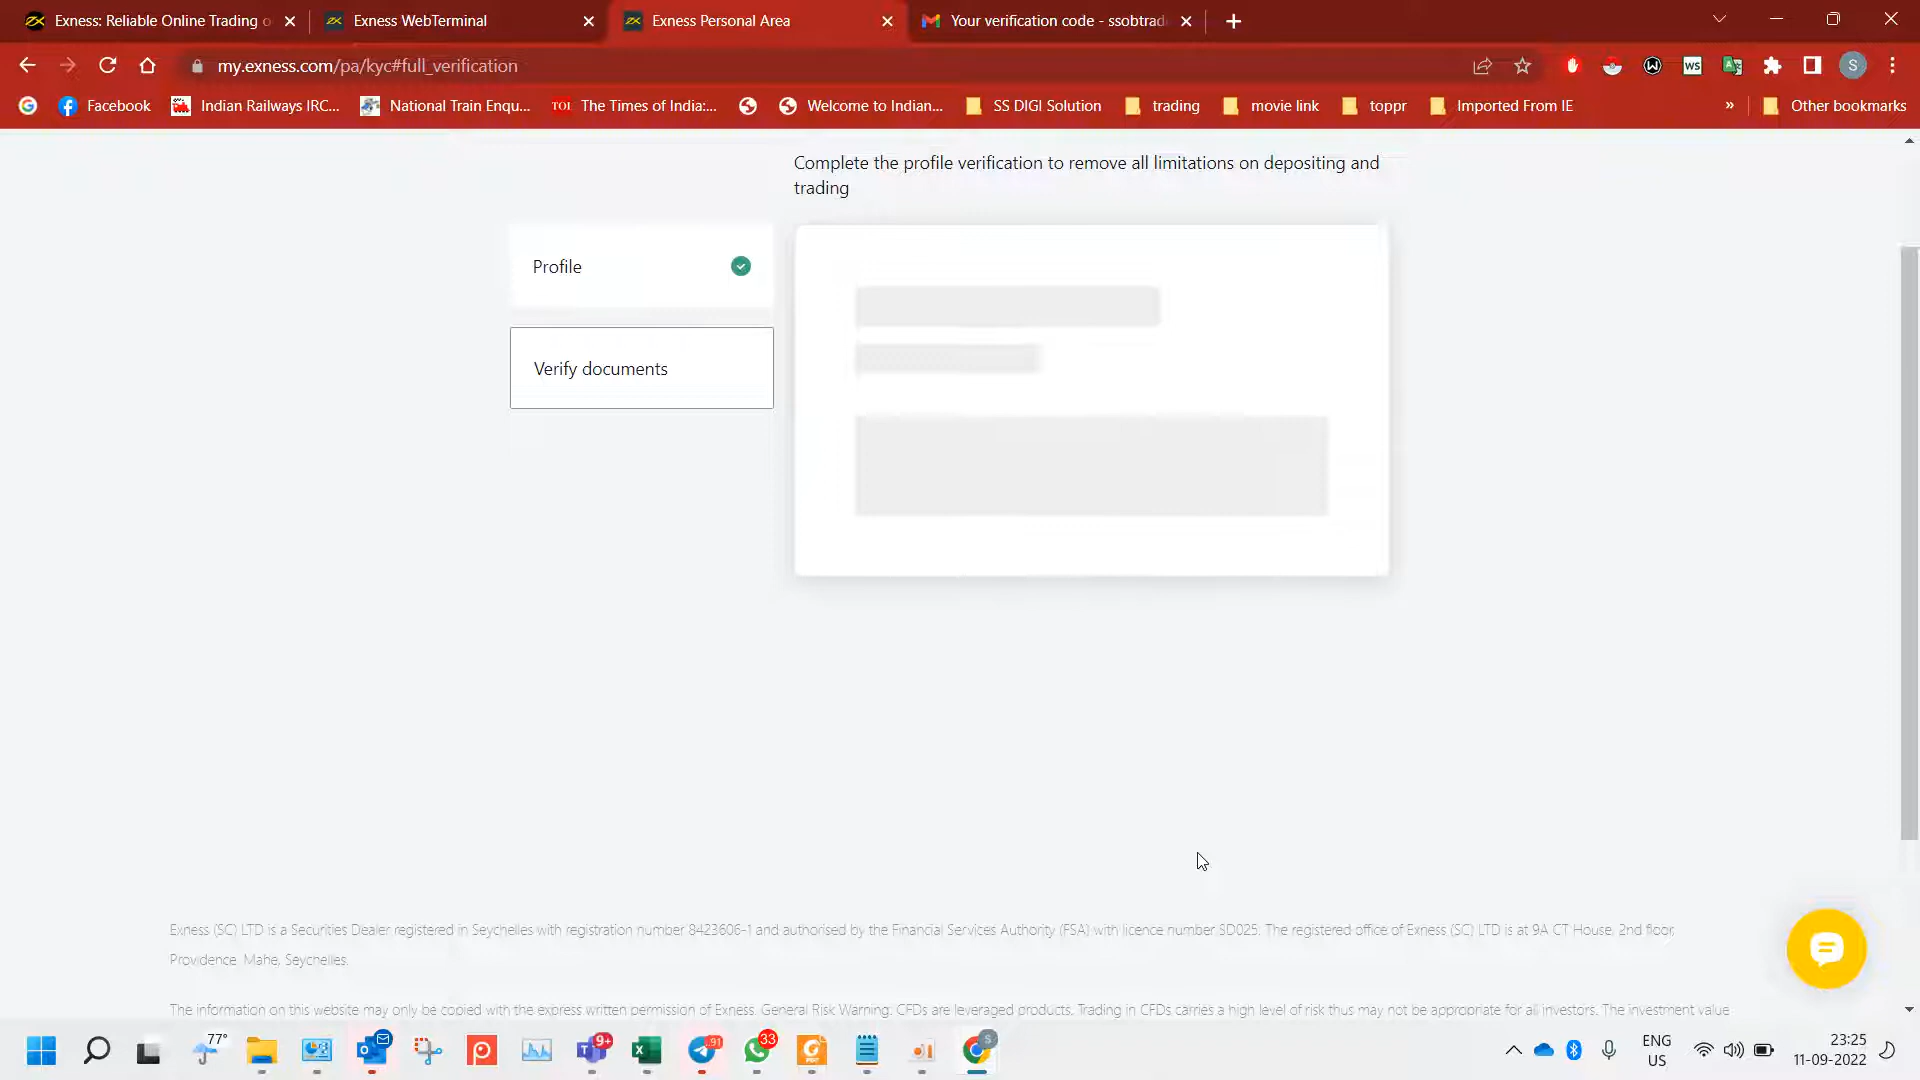 Exness: Reliable Online Trading o
Exness WebTerminal
Exness Personal Area
Your verification code - ssobtrad
my.exness.com/pa/kyc#full_verification
WS
S
Facebook
Indian Railways IRC...
National Train Enqu...
TOI
The Times of India:...
Welcome to Indian...
SS DIGI Solution
trading
movie link
toppr
Imported From IE
»
Other bookmarks
Complete the profile verification to remove all limitations on depositing and
trading
Profile
Verify documents
Exness (SC) LTD is a Securities Dealer registered in Seychelles with registration number 8423606-1 and authorised by the Financial Services Authority (FSA) with licence number SD025. The registered office of Exness (SC) LTD is at 9A CT House, 2nd floor,
Providence, Mahe, Seychelles.
The information on this website may only be copied with the express written permission of Exness. General Risk Warning: CFDs are leveraged products. Trading in CFDs carries a high level of risk thus may not be appropriate for all investors. The investment value
77°
9+
91
33
S
ENG
US
23:25
11-09-2022